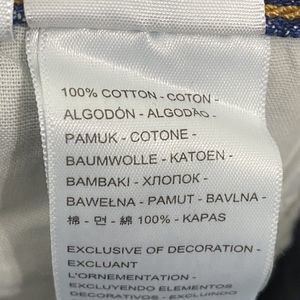 100% COTTON - COTON -
ALGODÓN - ALGODÃO -
PAMUK - COTONE -
BAUMWOLLE - KATOEN -
BAMBAKI - ХЛОПОК -
BAWEŁNA - PAMUT - BAVLNA -
棉 - 면 - 綿 100% - KAPAS
EXCLUSIVE OF DECORATION -
EXCLUANT
L'ORNEMENTATION -
EXCLUYENDO ELEMENTOS
DECORATIVOS - EXCLUINDO